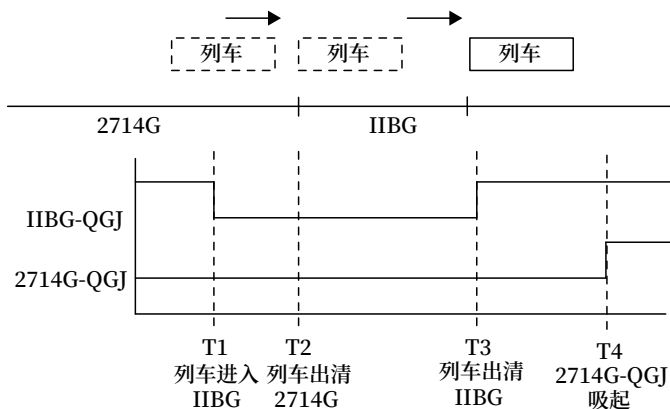 列车 列车 列车
2714G IIBG
IIBG-QGJ
2714G-QGJ
T1 T2 T3 T4
列车进入 列车出清 列车出清 2714G-QGJ
IIBG 2714G IIBG 吸起